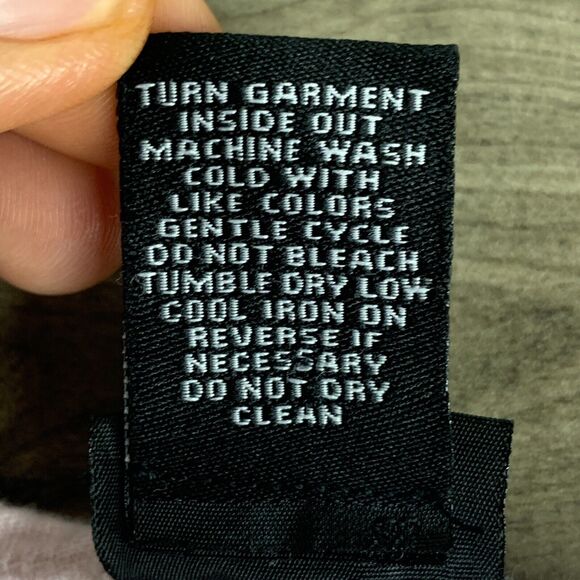 TURN GARMENT
INSIDE OUT
MACHINE WASH
COLD WITH
LIKE COLORS
GENTLE CYCLE
DO NOT BLEACH
TUMBLE DRY LOW
COOL IRON ON
REVERSE IF
NECESSARY
DO NOT DRY
CLEAN